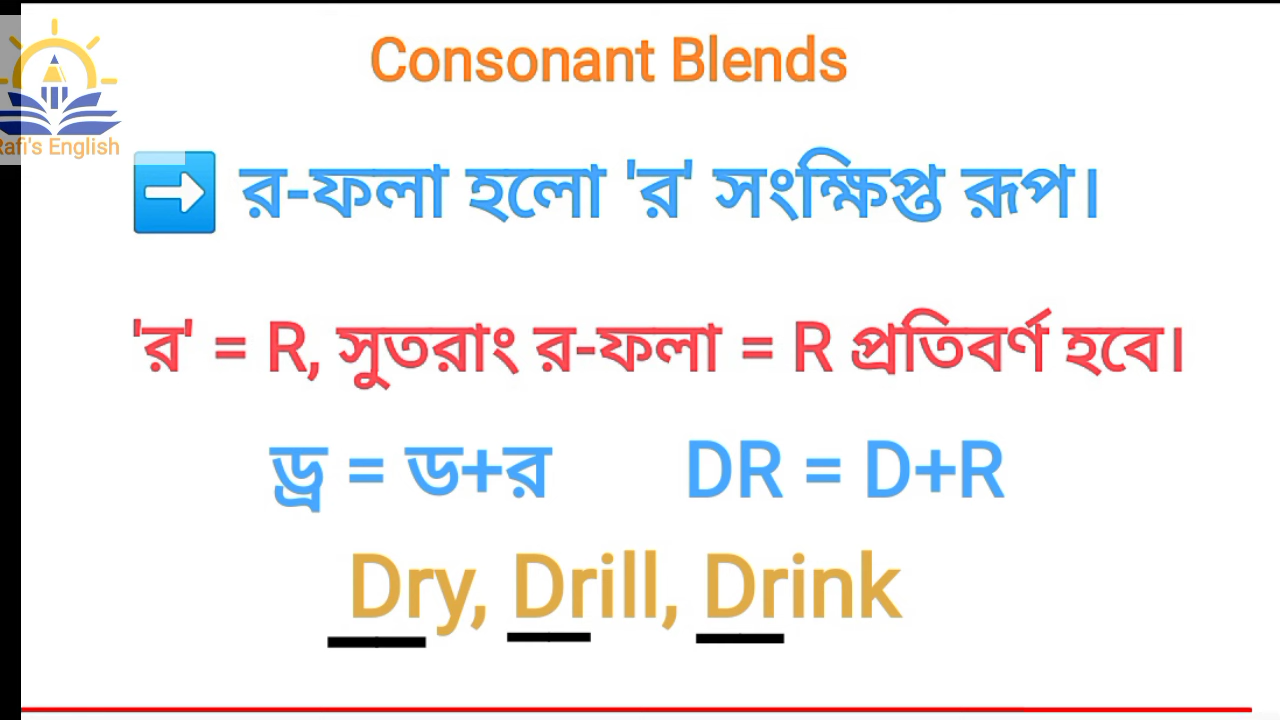 Consonant Blends
Rafi's English
➡ র-ফলা হলো 'র' সংক্ষিপ্ত রূপ।
'র' = R, সুতরাং র-ফলা = R প্রতিবর্ণ হবে।
ড্র = ড+র DR = D+R
Dry, Drill, Drink